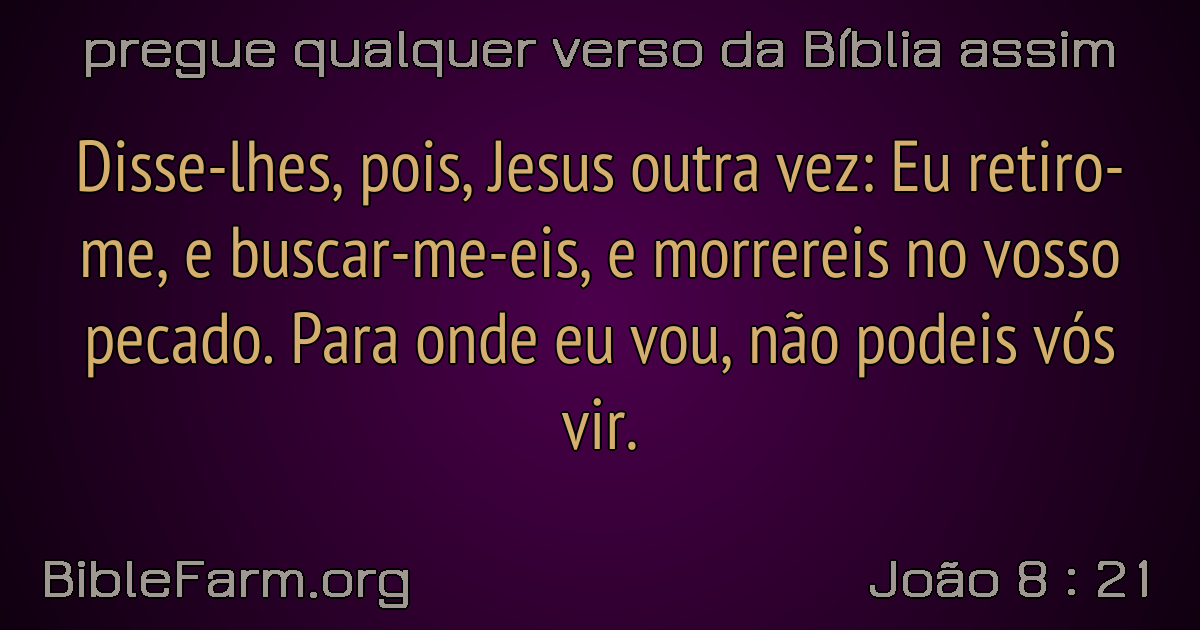 pregue qualquer verso da Bíblia assim
Disse-lhes, pois, Jesus outra vez: Eu retiro-
me, e buscar-me-eis, e morrereis no vosso
pecado. Para onde eu vou, não podeis vós
vir.
BibleFarm.org
João 8 : 21